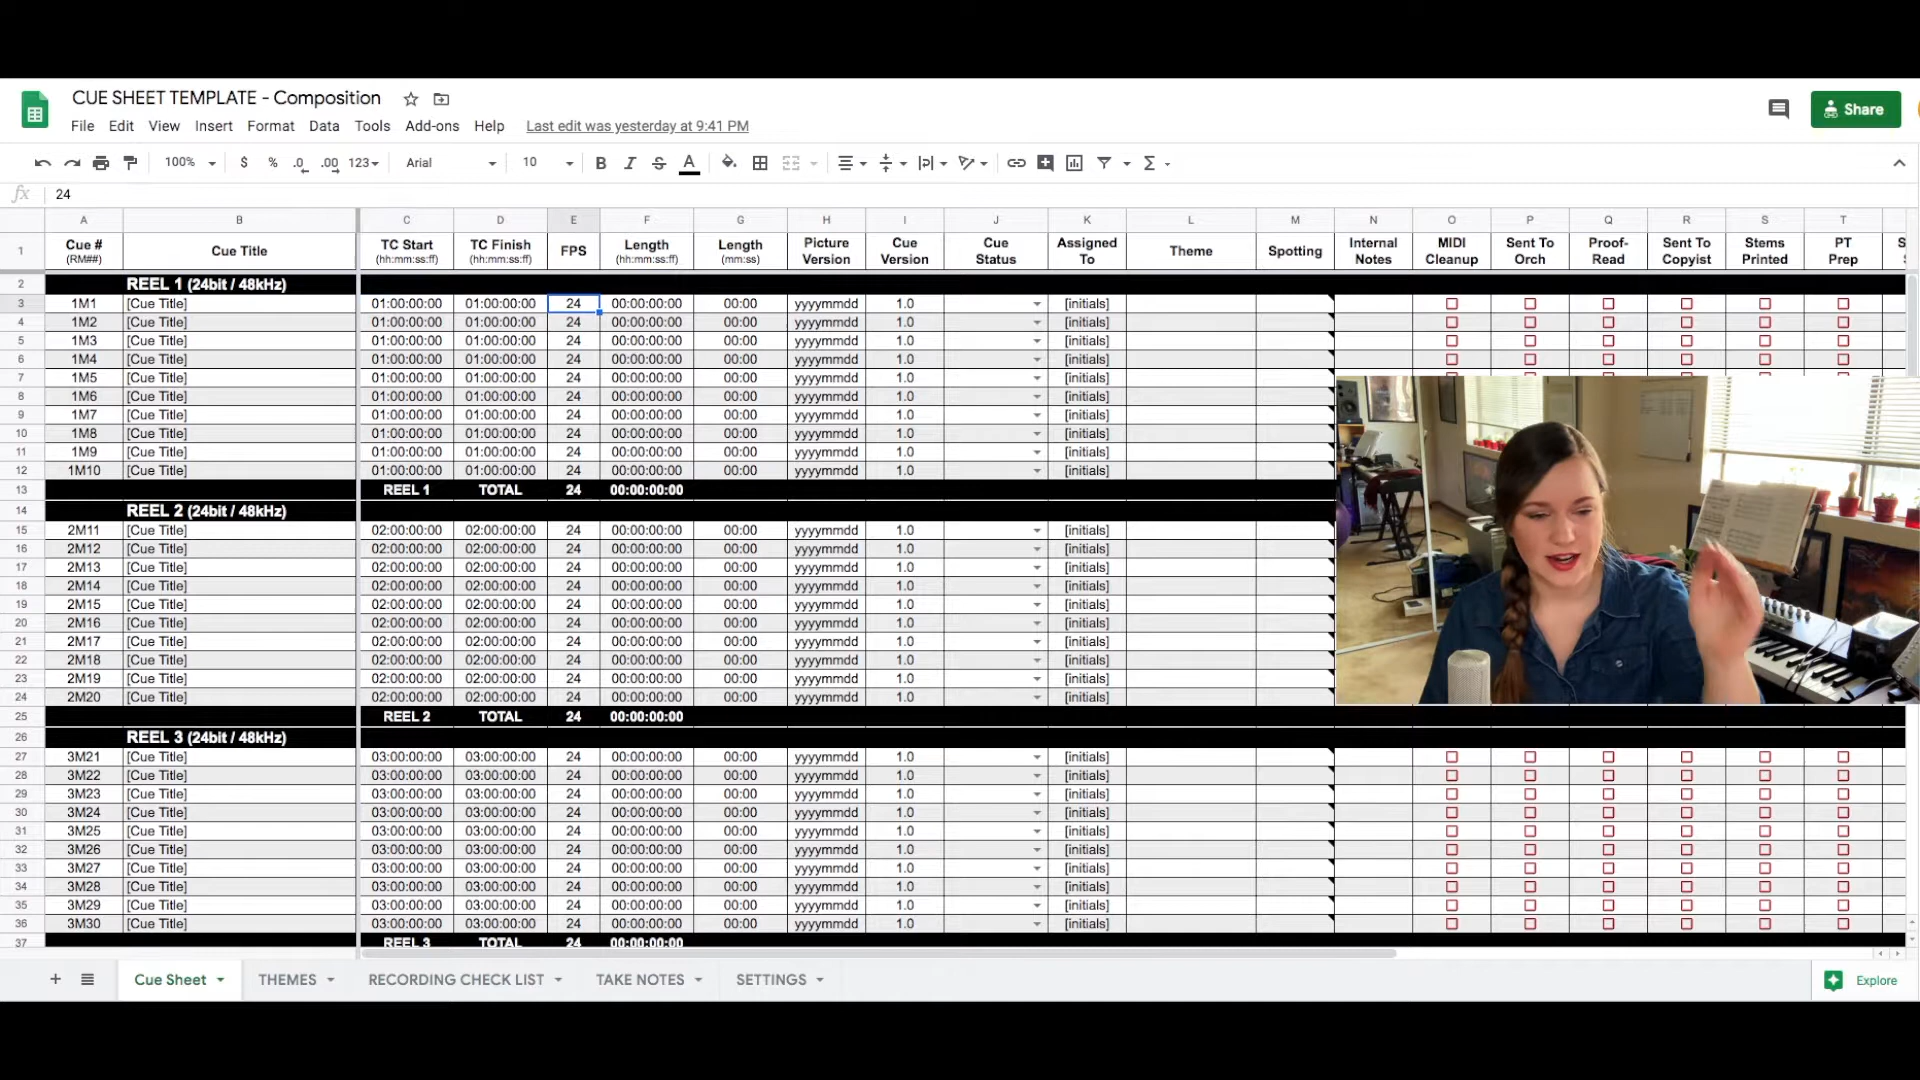 CUE SHEET TEMPLATE - Composition
Share
File Edit View Insert Format Data Tools Add-ons Help Last edit was yesterday at 9:41 PM
100% $ % .0 .00 123 Arial 10 B I S A Σ
fx 24
A B C D E F G H I J K L M N O P Q R S T
1 Cue # (RM##) Cue Title TC Start (hh:mm:ss:ff) TC Finish (hh:mm:ss:ff) FPS Length (hh:mm:ss:ff) Length (mm:ss) Picture Version Cue Version Cue Status Assigned To Theme Spotting Internal Notes MIDI Cleanup Sent To Orch Proof-Read Sent To Copyist Stems Printed PT Prep
2 REEL 1 (24bit / 48kHz)
3 1M1 [Cue Title] 01:00:00:00 01:00:00:00 24 00:00:00:00 00:00 yyyymmdd 1.0 [initials]
4 1M2 [Cue Title] 01:00:00:00 01:00:00:00 24 00:00:00:00 00:00 yyyymmdd 1.0 [initials]
5 1M3 [Cue Title] 01:00:00:00 01:00:00:00 24 00:00:00:00 00:00 yyyymmdd 1.0 [initials]
6 1M4 [Cue Title] 01:00:00:00 01:00:00:00 24 00:00:00:00 00:00 yyyymmdd 1.0 [initials]
7 1M5 [Cue Title] 01:00:00:00 01:00:00:00 24 00:00:00:00 00:00 yyyymmdd 1.0 [initials]
8 1M6 [Cue Title] 01:00:00:00 01:00:00:00 24 00:00:00:00 00:00 yyyymmdd 1.0 [initials]
9 1M7 [Cue Title] 01:00:00:00 01:00:00:00 24 00:00:00:00 00:00 yyyymmdd 1.0 [initials]
10 1M8 [Cue Title] 01:00:00:00 01:00:00:00 24 00:00:00:00 00:00 yyyymmdd 1.0 [initials]
11 1M9 [Cue Title] 01:00:00:00 01:00:00:00 24 00:00:00:00 00:00 yyyymmdd 1.0 [initials]
12 1M10 [Cue Title] 01:00:00:00 01:00:00:00 24 00:00:00:00 00:00 yyyymmdd 1.0 [initials]
13 REEL 1 TOTAL 24 00:00:00:00
14 REEL 2 (24bit / 48kHz)
15 2M11 [Cue Title] 02:00:00:00 02:00:00:00 24 00:00:00:00 00:00 yyyymmdd 1.0 [initials]
16 2M12 [Cue Title] 02:00:00:00 02:00:00:00 24 00:00:00:00 00:00 yyyymmdd 1.0 [initials]
17 2M13 [Cue Title] 02:00:00:00 02:00:00:00 24 00:00:00:00 00:00 yyyymmdd 1.0 [initials]
18 2M14 [Cue Title] 02:00:00:00 02:00:00:00 24 00:00:00:00 00:00 yyyymmdd 1.0 [initials]
19 2M15 [Cue Title] 02:00:00:00 02:00:00:00 24 00:00:00:00 00:00 yyyymmdd 1.0 [initials]
20 2M16 [Cue Title] 02:00:00:00 02:00:00:00 24 00:00:00:00 00:00 yyyymmdd 1.0 [initials]
21 2M17 [Cue Title] 02:00:00:00 02:00:00:00 24 00:00:00:00 00:00 yyyymmdd 1.0 [initials]
22 2M18 [Cue Title] 02:00:00:00 02:00:00:00 24 00:00:00:00 00:00 yyyymmdd 1.0 [initials]
23 2M19 [Cue Title] 02:00:00:00 02:00:00:00 24 00:00:00:00 00:00 yyyymmdd 1.0 [initials]
24 2M20 [Cue Title] 02:00:00:00 02:00:00:00 24 00:00:00:00 00:00 yyyymmdd 1.0 [initials]
25 REEL 2 TOTAL 24 00:00:00:00
26 REEL 3 (24bit / 48kHz)
27 3M21 [Cue Title] 03:00:00:00 03:00:00:00 24 00:00:00:00 00:00 yyyymmdd 1.0 [initials]
28 3M22 [Cue Title] 03:00:00:00 03:00:00:00 24 00:00:00:00 00:00 yyyymmdd 1.0 [initials]
29 3M23 [Cue Title] 03:00:00:00 03:00:00:00 24 00:00:00:00 00:00 yyyymmdd 1.0 [initials]
30 3M24 [Cue Title] 03:00:00:00 03:00:00:00 24 00:00:00:00 00:00 yyyymmdd 1.0 [initials]
31 3M25 [Cue Title] 03:00:00:00 03:00:00:00 24 00:00:00:00 00:00 yyyymmdd 1.0 [initials]
32 3M26 [Cue Title] 03:00:00:00 03:00:00:00 24 00:00:00:00 00:00 yyyymmdd 1.0 [initials]
33 3M27 [Cue Title] 03:00:00:00 03:00:00:00 24 00:00:00:00 00:00 yyyymmdd 1.0 [initials]
34 3M28 [Cue Title] 03:00:00:00 03:00:00:00 24 00:00:00:00 00:00 yyyymmdd 1.0 [initials]
35 3M29 [Cue Title] 03:00:00:00 03:00:00:00 24 00:00:00:00 00:00 yyyymmdd 1.0 [initials]
36 3M30 [Cue Title] 03:00:00:00 03:00:00:00 24 00:00:00:00 00:00 yyyymmdd 1.0 [initials]
37 REEL 3 TOTAL 24 00:00:00:00
Cue Sheet THEMES RECORDING CHECK LIST TAKE NOTES SETTINGS Explore